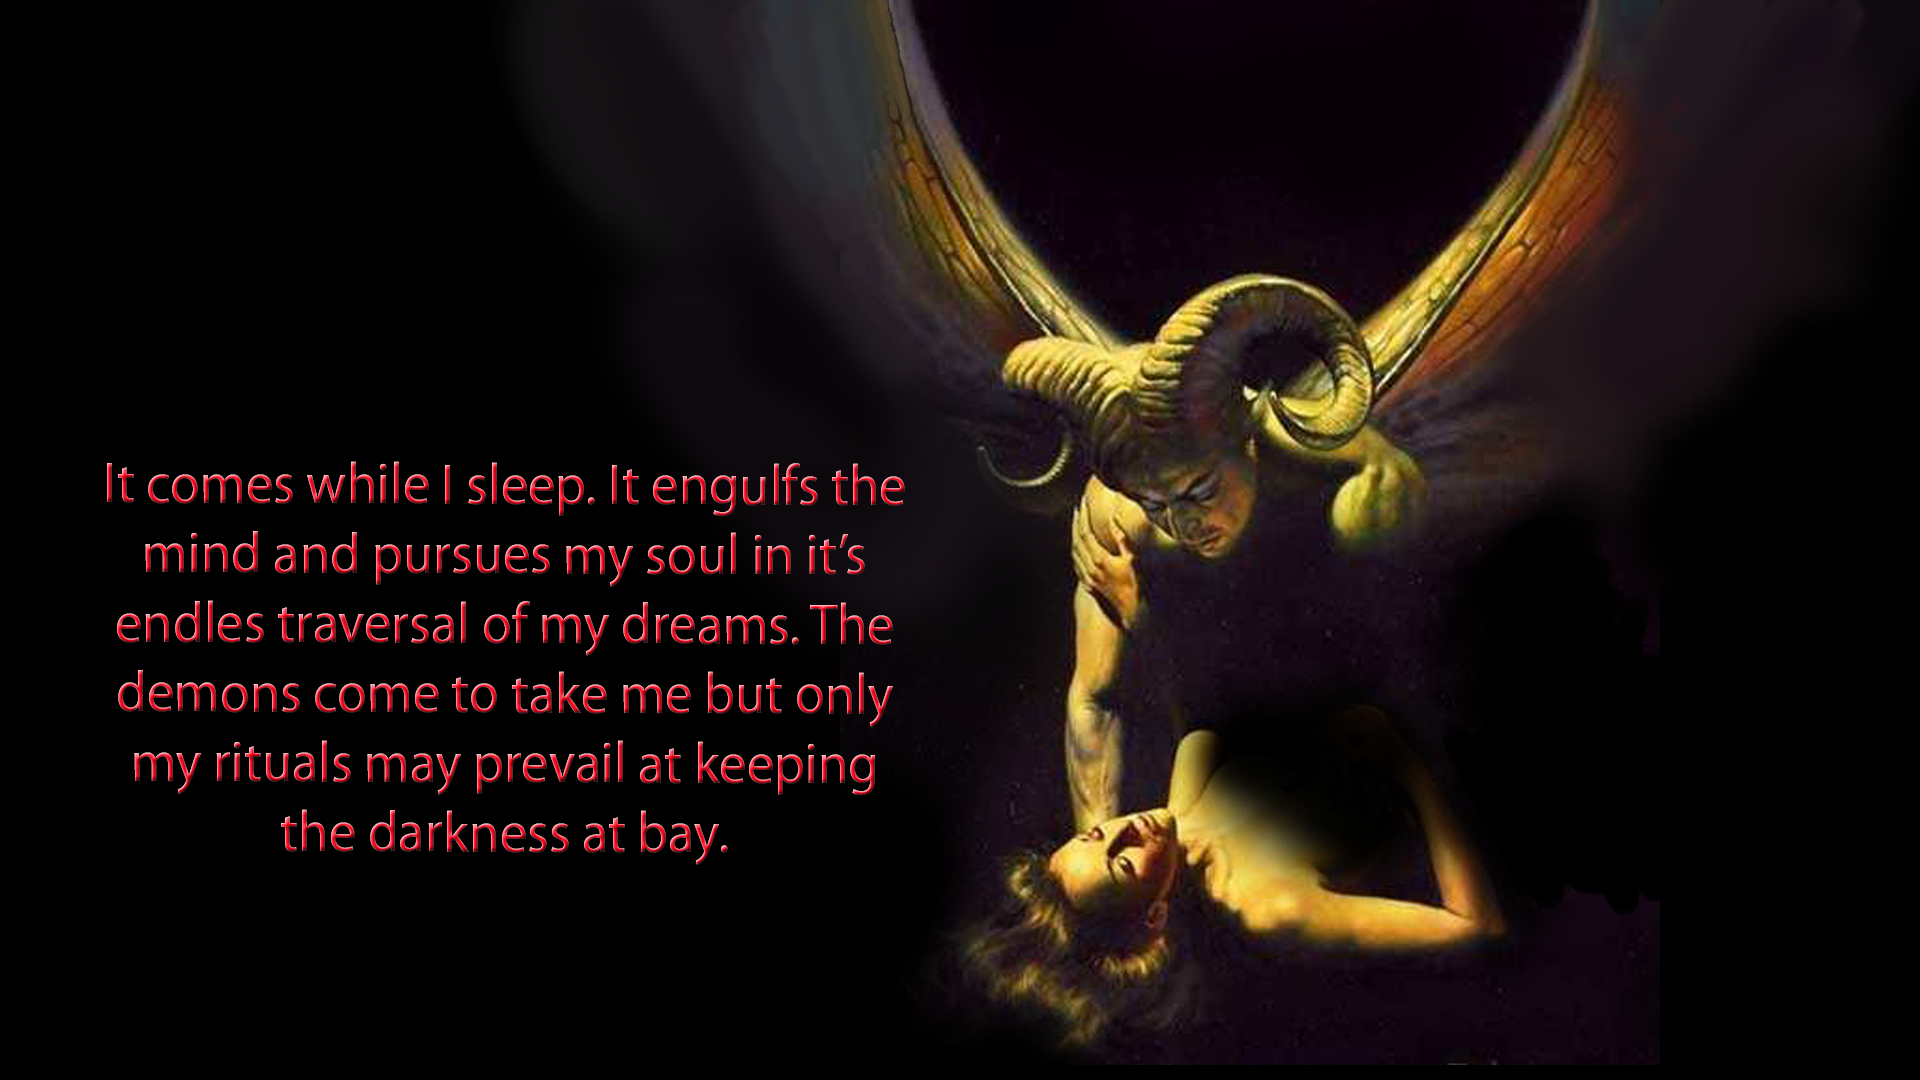 It comes while I sleep. It engulfs the
mind and pursues my soul in it’s
endles traversal of my dreams. The
demons come to take me but only
my rituals may prevail at keeping
the darkness at bay.